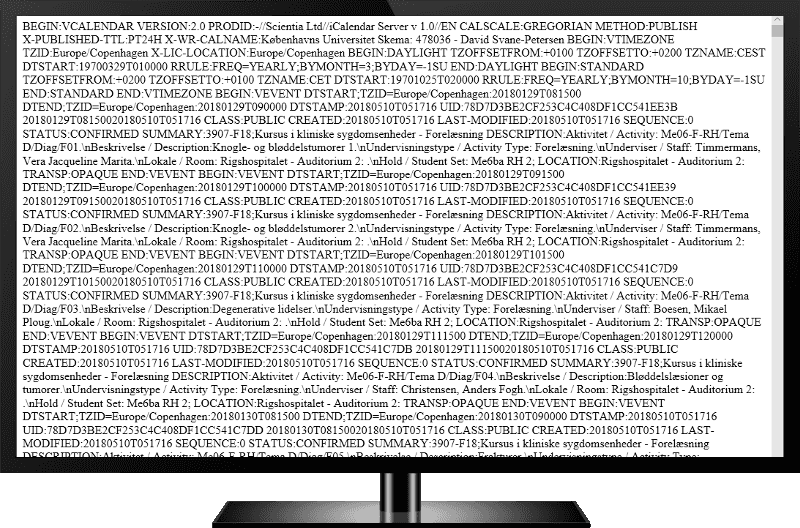 BEGIN:VCALENDAR VERSION:2.0 PRODID:-//Scientia Ltd//iCalendar Server v 1.0//EN CALSCALE:GREGORIAN METHOD:PUBLISH
X-PUBLISHED-TTL:PT24H X-WR-CALNAME:Københavns Universitet Skema: 478036 - David Svane-Petersen BEGIN:VTIMEZONE
TZID:Europe/Copenhagen X-LIC-LOCATION:Europe/Copenhagen BEGIN:DAYLIGHT TZOFFSETFROM:+0100 TZOFFSETTO:+0200 TZNAME:CEST
DTSTART:19700329T010000 RRULE:FREQ=YEARLY;BYMONTH=3;BYDAY=-1SU END:DAYLIGHT BEGIN:STANDARD
TZOFFSETFROM:+0200 TZOFFSETTO:+0100 TZNAME:CET DTSTART:19701025T020000 RRULE:FREQ=YEARLY;BYMONTH=10;BYDAY=-1SU
END:STANDARD END:VTIMEZONE BEGIN:VEVENT DTSTART;TZID=Europe/Copenhagen:20180129T081500
DTEND;TZID=Europe/Copenhagen:20180129T090000 DTSTAMP:20180510T051716 UID:78D7D3BE2CF253C4C408DF1CC541EE3B
20180129T08150020180510T051716 CLASS:PUBLIC CREATED:20180510T051716 LAST-MODIFIED:20180510T051716 SEQUENCE:0
STATUS:CONFIRMED SUMMARY:3907-F18;Kursus i kliniske sygdomsenheder - Forelæsning DESCRIPTION:Aktivitet / Activity: Me06-F-RH/Tema
D/Diag/F01.\nBeskrivelse / Description:Knogle- og bløddelstumorer 1.\nUndervisningstype / Activity Type: Forelæsning.\nUnderviser / Staff: Timmermans,
Vera Jacqueline Marita.\nLokale / Room: Rigshospitalet - Auditorium 2: .\nHold / Student Set: Me6ba RH 2; LOCATION:Rigshospitalet - Auditorium 2:
TRANSP:OPAQUE END:VEVENT BEGIN:VEVENT DTSTART;TZID=Europe/Copenhagen:20180129T091500
DTEND;TZID=Europe/Copenhagen:20180129T100000 DTSTAMP:20180510T051716 UID:78D7D3BE2CF253C4C408DF1CC541EE39
20180129T09150020180510T051716 CLASS:PUBLIC CREATED:20180510T051716 LAST-MODIFIED:20180510T051716 SEQUENCE:0
STATUS:CONFIRMED SUMMARY:3907-F18;Kursus i kliniske sygdomsenheder - Forelæsning DESCRIPTION:Aktivitet / Activity: Me06-F-RH/Tema
D/Diag/F02.\nBeskrivelse / Description:Knogle- og bløddelstumorer 2.\nUndervisningstype / Activity Type: Forelæsning.\nUnderviser / Staff: Timmermans,
Vera Jacqueline Marita.\nLokale / Room: Rigshospitalet - Auditorium 2: .\nHold / Student Set: Me6ba RH 2; LOCATION:Rigshospitalet - Auditorium 2:
TRANSP:OPAQUE END:VEVENT BEGIN:VEVENT DTSTART;TZID=Europe/Copenhagen:20180129T101500
DTEND;TZID=Europe/Copenhagen:20180129T110000 DTSTAMP:20180510T051716 UID:78D7D3BE2CF253C4C408DF1CC541C7D9
20180129T10150020180510T051716 CLASS:PUBLIC CREATED:20180510T051716 LAST-MODIFIED:20180510T051716 SEQUENCE:0
STATUS:CONFIRMED SUMMARY:3907-F18;Kursus i kliniske sygdomsenheder - Forelæsning DESCRIPTION:Aktivitet / Activity: Me06-F-RH/Tema
D/Diag/F03.\nBeskrivelse / Description:Degenerative lidelser.\nUndervisningstype / Activity Type: Forelæsning.\nUnderviser / Staff: Boesen, Mikael
Ploug.\nLokale / Room: Rigshospitalet - Auditorium 2: .\nHold / Student Set: Me6ba RH 2; LOCATION:Rigshospitalet - Auditorium 2: TRANSP:OPAQUE
END:VEVENT BEGIN:VEVENT DTSTART;TZID=Europe/Copenhagen:20180129T111500 DTEND;TZID=Europe/Copenhagen:20180129T120000
DTSTAMP:20180510T051716 UID:78D7D3BE2CF253C4C408DF1CC541C7DB 20180129T11150020180510T051716 CLASS:PUBLIC
CREATED:20180510T051716 LAST-MODIFIED:20180510T051716 SEQUENCE:0 STATUS:CONFIRMED SUMMARY:3907-F18;Kursus i kliniske
sygdomsenheder - Forelæsning DESCRIPTION:Aktivitet / Activity: Me06-F-RH/Tema D/Diag/F04.\nBeskrivelse / Description:Bløddelslæsioner og
tumorer.\nUndervisningstype / Activity Type: Forelæsning.\nUnderviser / Staff: Christensen, Anders Fogh.\nLokale / Room: Rigshospitalet - Auditorium 2:
.\nHold / Student Set: Me6ba RH 2; LOCATION:Rigshospitalet - Auditorium 2: TRANSP:OPAQUE END:VEVENT BEGIN:VEVENT
DTSTART;TZID=Europe/Copenhagen:20180130T081500 DTEND;TZID=Europe/Copenhagen:20180130T090000 DTSTAMP:20180510T051716
UID:78D7D3BE2CF253C4C408DF1CC541C7DD 20180130T08150020180510T051716 CLASS:PUBLIC CREATED:20180510T051716 LAST-
MODIFIED:20180510T051716 SEQUENCE:0 STATUS:CONFIRMED SUMMARY:3907-F18;Kursus i kliniske sygdomsenheder - Forelæsning
DESCRIPTION:Aktivitet / Activity: Me06-F-RH/Tema D/Diag/F05.\nBeskrivelse / Description:Frakturer.\nUndervisningstype / Activity Type: